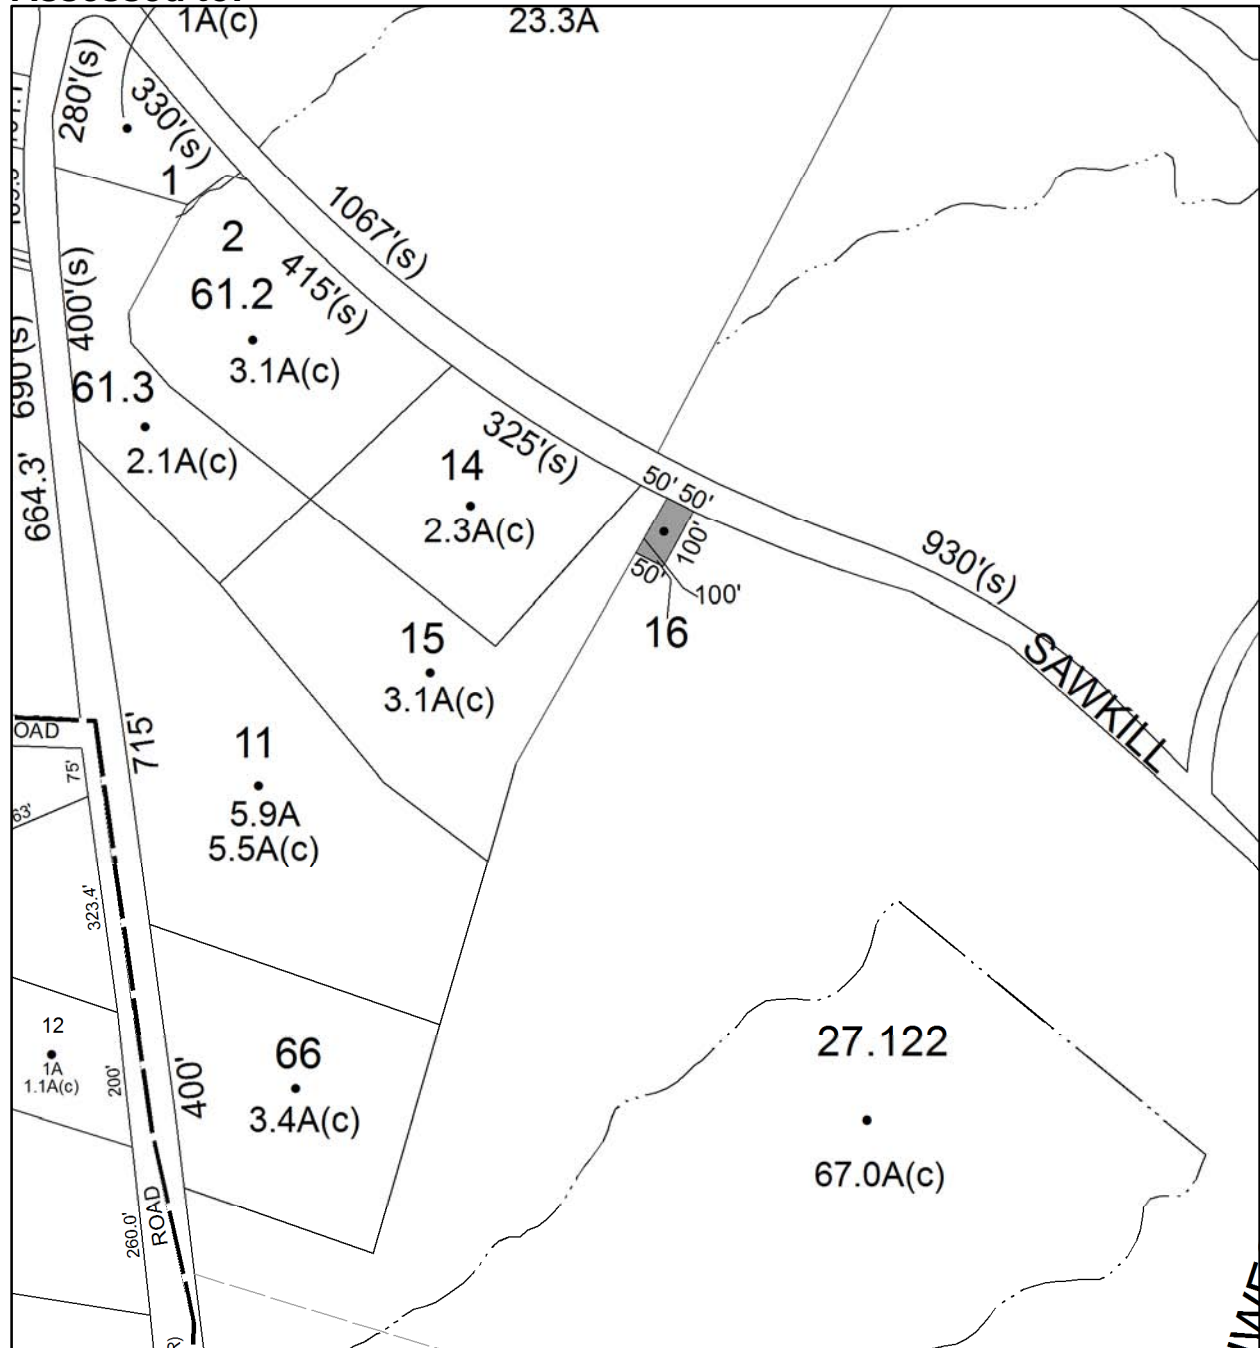 1A(c)
23.3A
280'(s)
330'(s)
1
1067'(s)
2
415'(s)
61.2
3.1A(c)
400'(s)
690'(s)
61.3
2.1A(c)
664.3'
325'(s)
14
2.3A(c)
50' 50'
100'
50'
100'
16
930'(s)
SAWKILL
15
3.1A(c)
OAD
75'
715'
63'
11
5.9A
5.5A(c)
323.4'
12
1A
1.1A(c)
200'
400'
66
3.4A(c)
27.122
67.0A(c)
260.0'
ROAD
R)